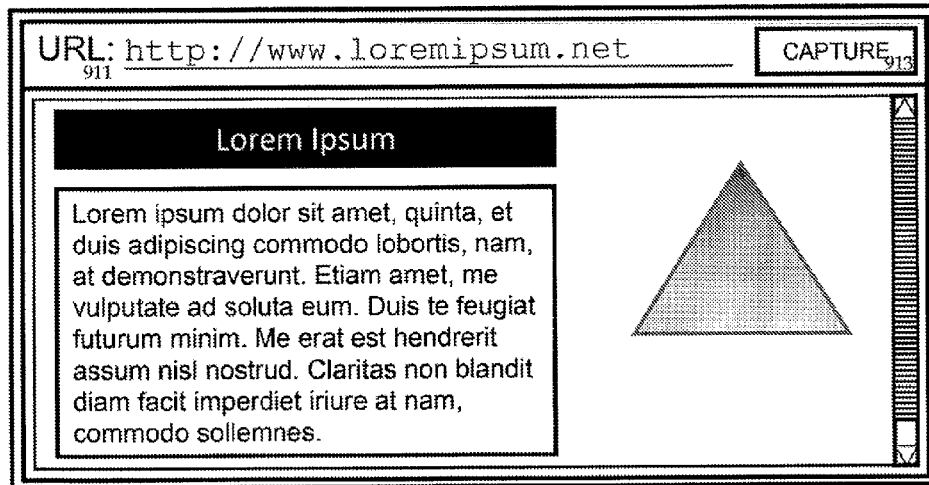 URL: http://www.loremipsum.net CAPTURE
911 913
Lorem Ipsum
Lorem ipsum dolor sit amet, quinta, et
duis adipiscing commodo lobortis, nam,
at demonstraverunt. Etiam amet, me
vulputate ad soluta eum. Duis te feugiat
futurum minim. Me erat est hendrerit
assum nisl nostrud. Claritas non blandit
diam facit imperdiet iriure at nam,
commodo sollemnes.